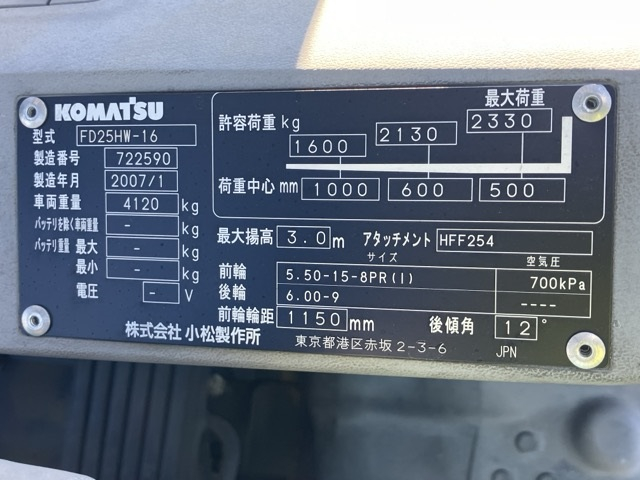 KOMATSU
型式 FD25HW-16
製造番号 722590
製造年月 2007/1
車両重量 4120 kg
バッテリを除く車両重量 - kg
バッテリ重量 最大 - kg
最小 - kg
電圧 - V
株式会社 小松製作所
最大荷重
許容荷重 kg 1600 2130 2330
荷重中心 mm 1000 600 500
最大揚高 3.0 m アタッチメント HFF254
サイズ 空気圧
前輪 5.50-15-8PR(I) 700kPa
後輪 6.00-9 ----
前輪輪距 1150 mm 後傾角 12°
東京都港区赤坂 2-3-6 JPN